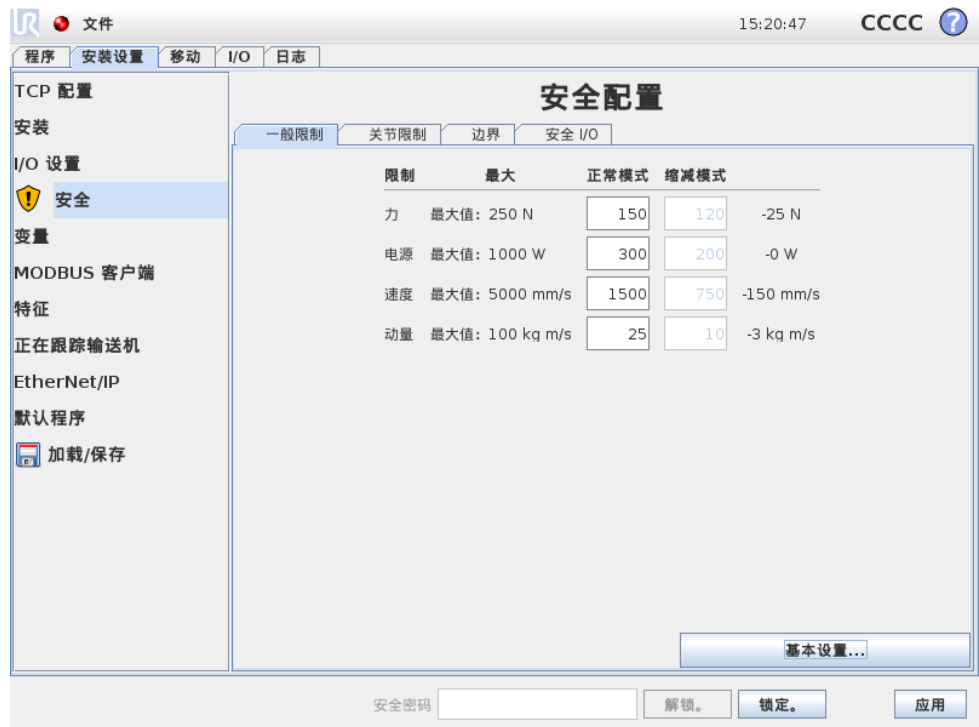 UR 文件 15:20:47 CCCC ?
程序 安装设置 移动 I/O 日志
TCP 配置
安装
I/O 设置
安全
变量
MODBUS 客户端
特征
正在跟踪输送机
EtherNet/IP
默认程序
加载/保存
安全配置
一般限制 关节限制 边界 安全 I/O
限制 最大 正常模式 缩减模式
力 最大值: 250 N 150 120 -25 N
电源 最大值: 1000 W 300 200 -0 W
速度 最大值: 5000 mm/s 1500 750 -150 mm/s
动量 最大值: 100 kg m/s 25 10 -3 kg m/s
基本设置...
安全密码 解锁。 锁定。 应用